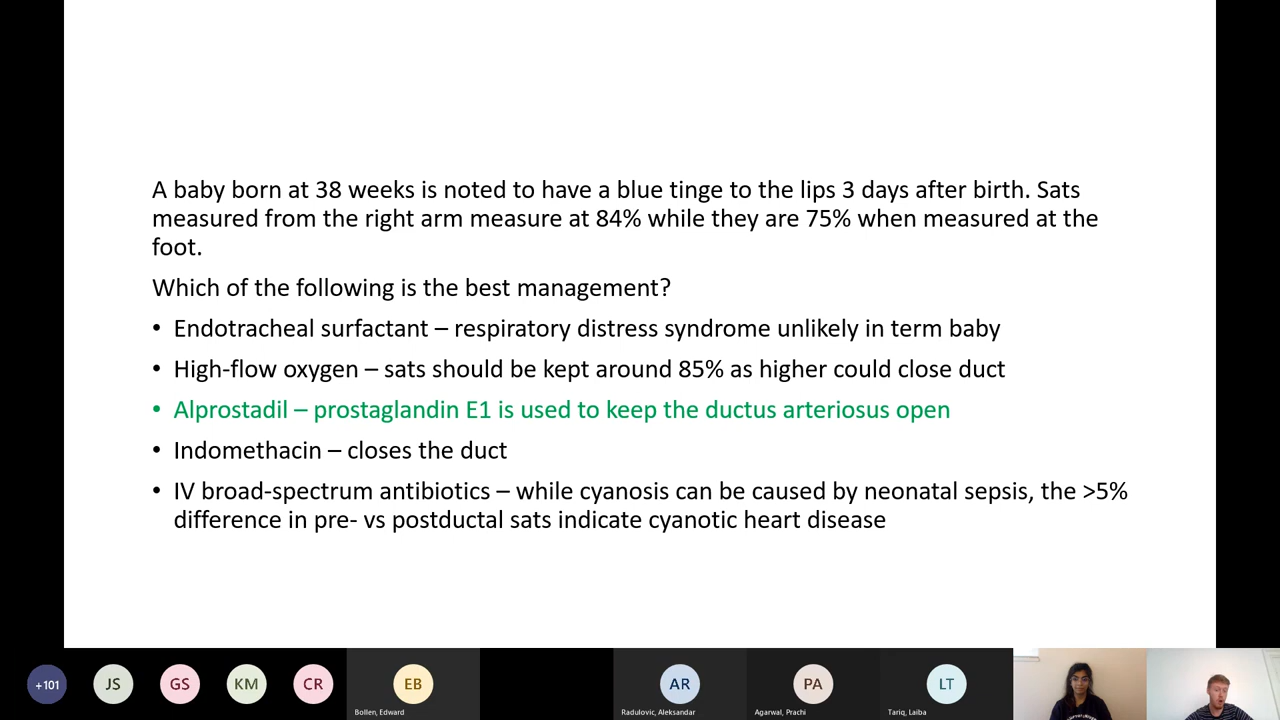 A baby born at 38 weeks is noted to have a blue tinge to the lips 3 days after birth. Sats
measured from the right arm measure at 84% while they are 75% when measured at the
foot.
Which of the following is the best management?
• Endotracheal surfactant – respiratory distress syndrome unlikely in term baby
• High-flow oxygen – sats should be kept around 85% as higher could close duct
• Alprostadil – prostaglandin E1 is used to keep the ductus arteriosus open
• Indomethacin – closes the duct
• IV broad-spectrum antibiotics – while cyanosis can be caused by neonatal sepsis, the >5%
difference in pre- vs postductal sats indicate cyanotic heart disease
+101 JS GS KM CR EB AR PA LT
Bollen, Edward Radulovic, Aleksandar Agarwal, Prachi Tariq, Laiba